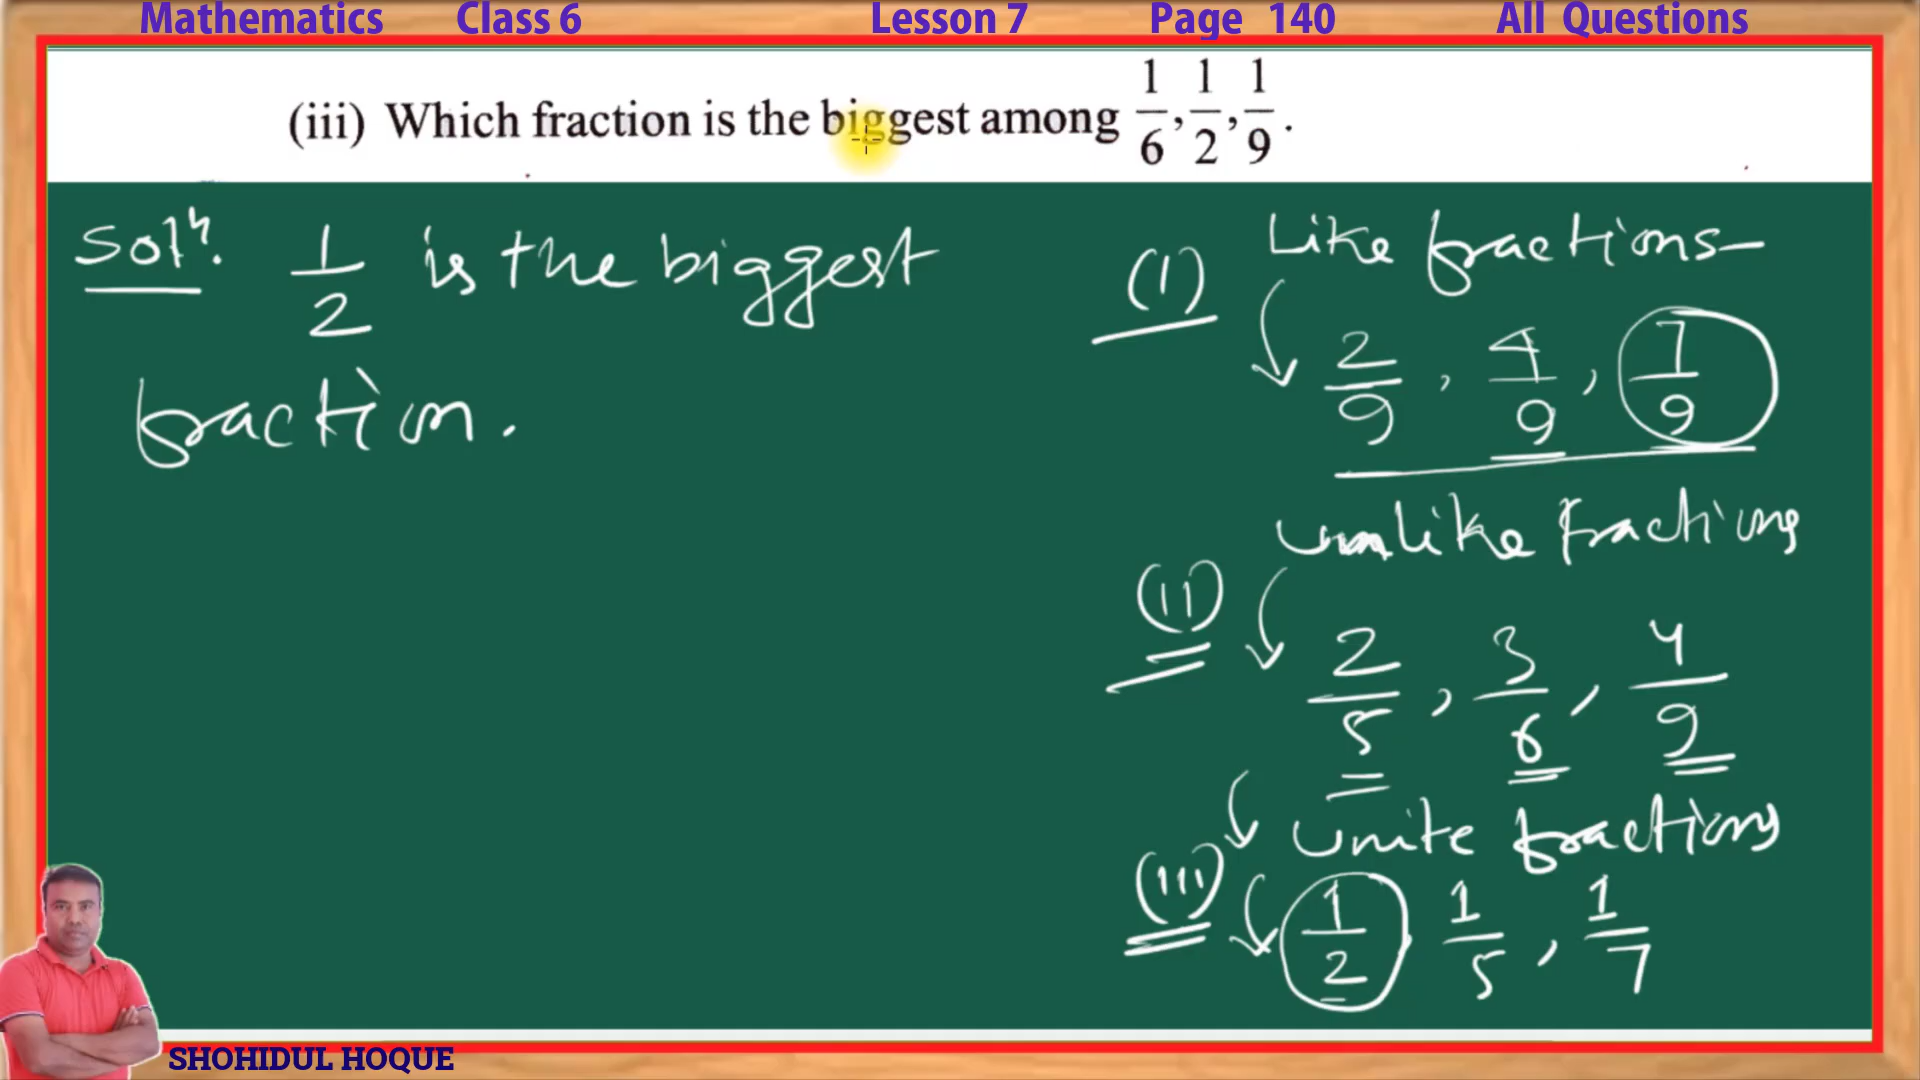 Mathematics Class 6 Lesson 7 Page 140 All Questions
(iii) Which fraction is the biggest among 1/6, 1/2, 1/9.
Solⁿ. 1/2 is the biggest
fraction.
(I) Like fractions-
2/9, 4/9, 7/9
(II) unlike fractions
2/5, 3/6, 4/9
(III) unite fractions
1/2 1/5, 1/7
SHOHIDUL HOQUE